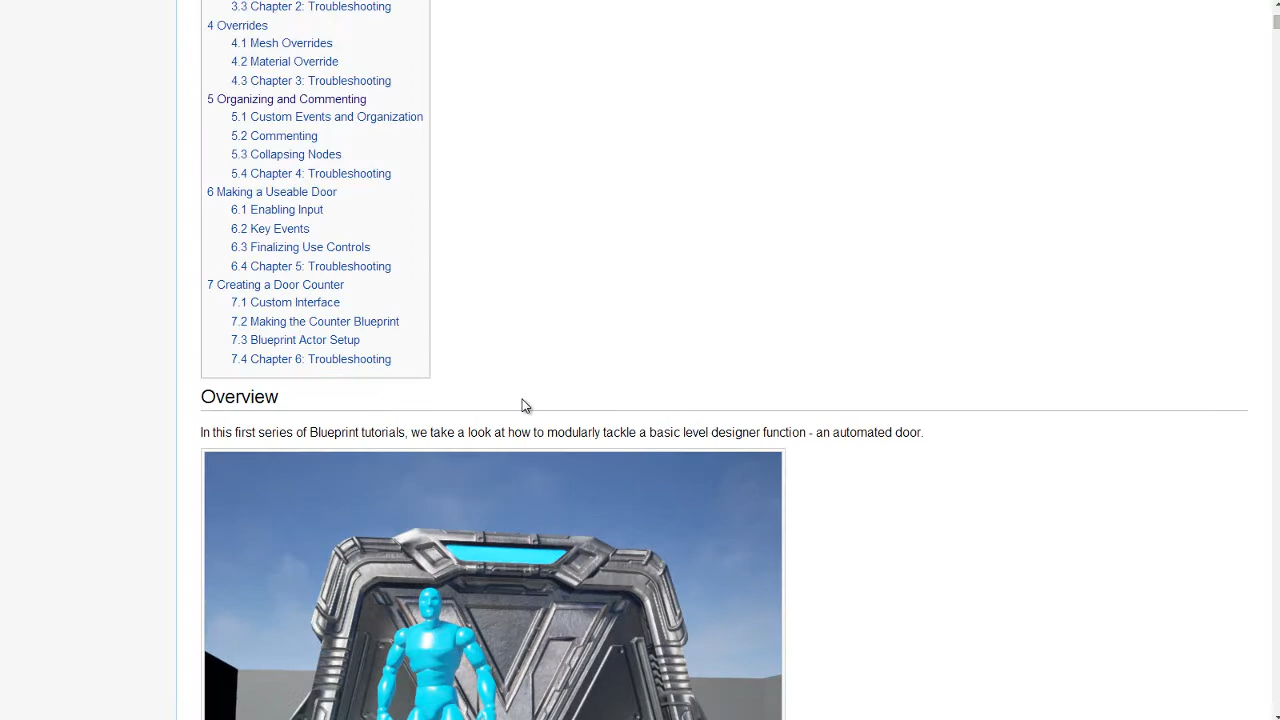 3.3 Chapter 2: Troubleshooting
4 Overrides
4.1 Mesh Overrides
4.2 Material Override
4.3 Chapter 3: Troubleshooting
5 Organizing and Commenting
5.1 Custom Events and Organization
5.2 Commenting
5.3 Collapsing Nodes
5.4 Chapter 4: Troubleshooting
6 Making a Useable Door
6.1 Enabling Input
6.2 Key Events
6.3 Finalizing Use Controls
6.4 Chapter 5: Troubleshooting
7 Creating a Door Counter
7.1 Custom Interface
7.2 Making the Counter Blueprint
7.3 Blueprint Actor Setup
7.4 Chapter 6: Troubleshooting
Overview
In this first series of Blueprint tutorials, we take a look at how to modularly tackle a basic level designer function - an automated door.